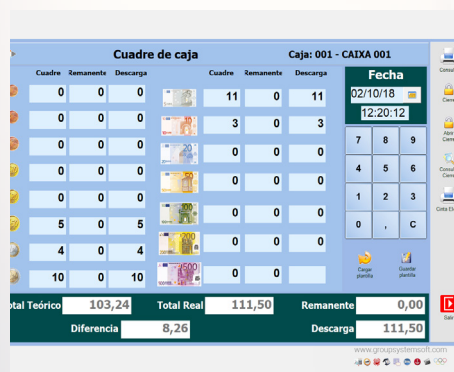 Cuadre de caja Caja: 001 - CAIXA 001
Cuadre Remanente Descarga Cuadre Remanente Descarga Fecha
0 0 0 11 0 11 02/10/18
12:20:12
0 0 0 3 0 3
7 8 9
0 0 0 0 0 0
4 5 6
0 0 0 0 0 0
1 2 3
0 0 0 0 0 0
0 , C
5 0 5 0 0 0
4 0 4 0 0
Cargar plantilla Guardar plantilla
10 0 10
Total Teórico 103,24 Total Real 111,50 Remanente 0,00
Salir
Diferencia 8,26 Descarga 111,50
www.groupsystemsoft.com